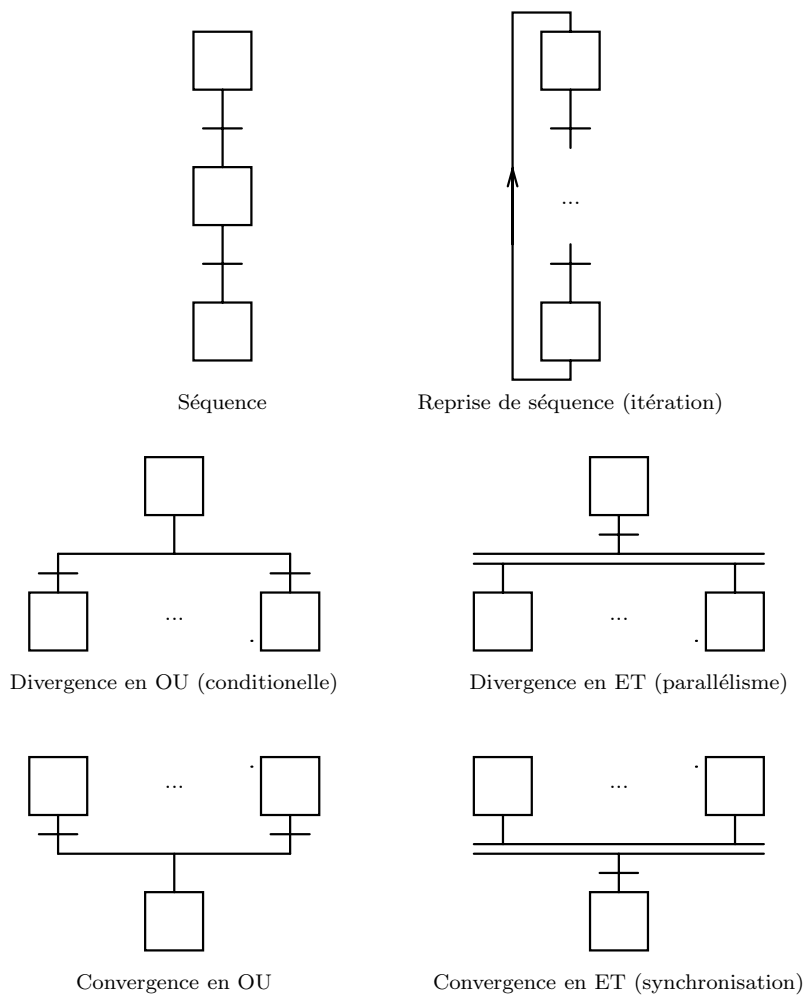 ...
Séquence
Reprise de séquence (itération)
...
...
Divergence en OU (conditionelle)
Divergence en ET (parallélisme)
...
...
Convergence en OU
Convergence en ET (synchronisation)